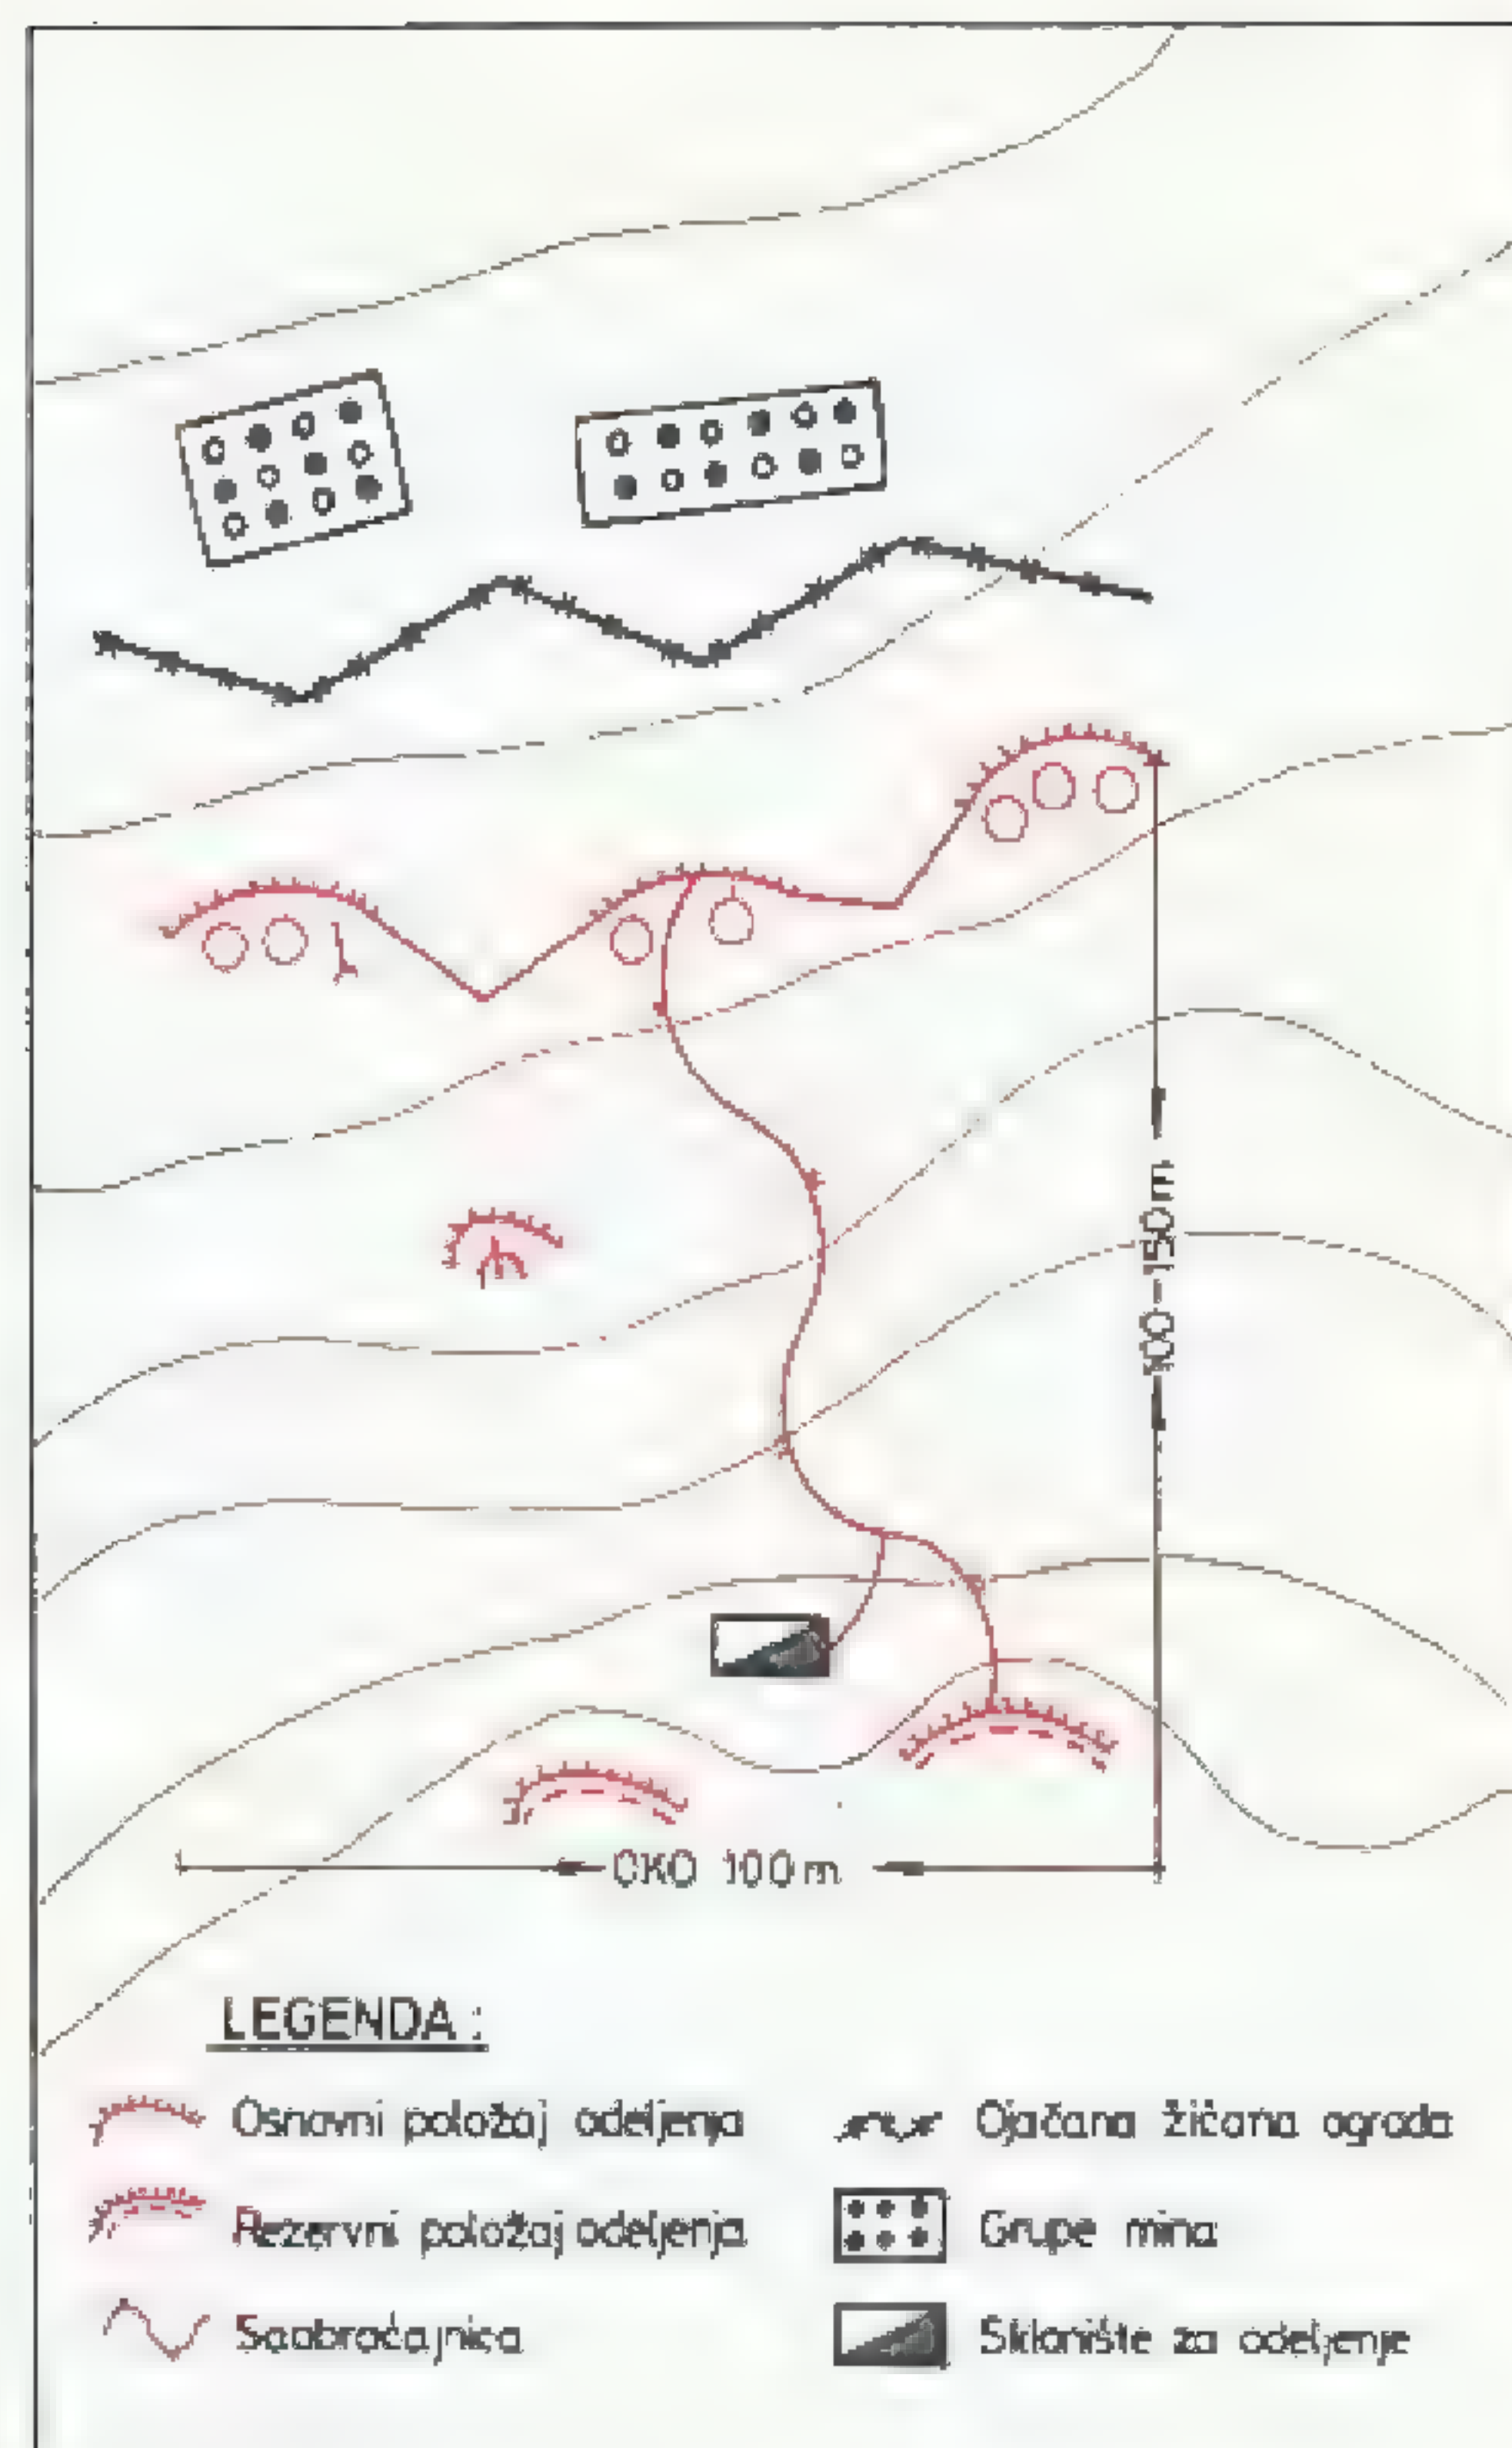 100-150m
OKO 100m
LEGENDA:
Osnovni položaj odeljenja
Rezervni položaj odeljenja
Saobraćajnica
Ojačana žičana ograda
Grupe mina
Sklonište za odeljenje